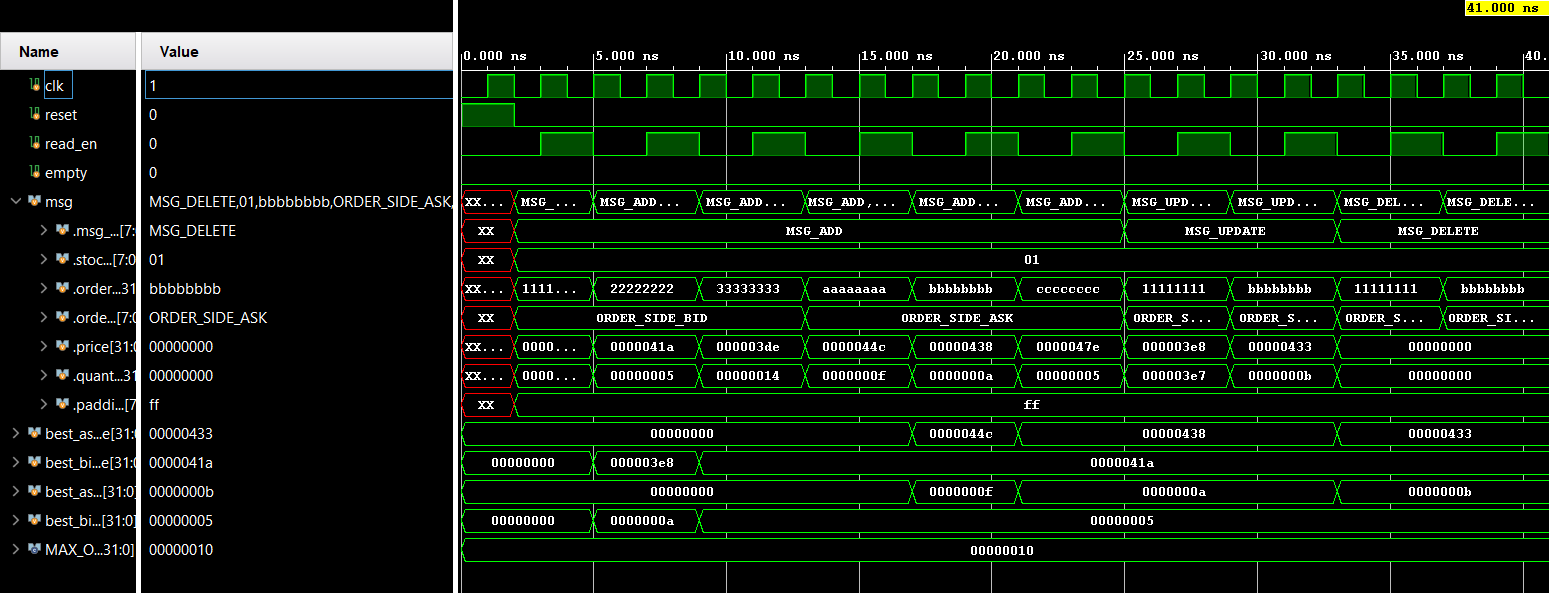 41.000 ns
Name Value 0.000 ns 5.000 ns 10.000 ns 15.000 ns 20.000 ns 25.000 ns 30.000 ns 35.000 ns 40.
clk 1
reset 0
read_en 0
empty 0
msg MSG_DELETE,01,bbbbbbbb,ORDER_SIDE_ASK, XX... MSG_... MSG_ADD... MSG_ADD... MSG_ADD,... MSG_ADD... MSG_ADD... MSG_UPD... MSG_UPD... MSG_DEL... MSG_DELE...
.msg_...[7: MSG_DELETE XX MSG_ADD MSG_UPDATE MSG_DELETE
.stoc...[7:0 01 XX 01
.order...31 bbbbbbbb XX... 1111... 22222222 33333333 aaaaaaaa bbbbbbbb cccccccc 11111111 bbbbbbbb 11111111 bbbbbbbb
.orde...[7:0 ORDER_SIDE_ASK XX ORDER_SIDE_BID ORDER_SIDE_ASK ORDER_S... ORDER_S... ORDER_S... ORDER_SI...
.price[31:0 00000000 XX... 0000... 0000041a 000003de 0000044c 00000438 0000047e 000003e8 00000433 00000000
.quant...31 00000000 XX... 0000... 00000005 00000014 0000000f 0000000a 00000005 000003e7 0000000b 00000000
.paddi...[7 ff XX ff
best_as...e[31:0 00000433 00000000 0000044c 00000438 00000433
best_bi...e[31:0 0000041a 00000000 000003e8 0000041a
best_as...[31:0] 0000000b 00000000 0000000f 0000000a 0000000b
best_bi...[31:0] 00000005 00000000 0000000a 00000005
MAX_O...31:0] 00000010 00000010